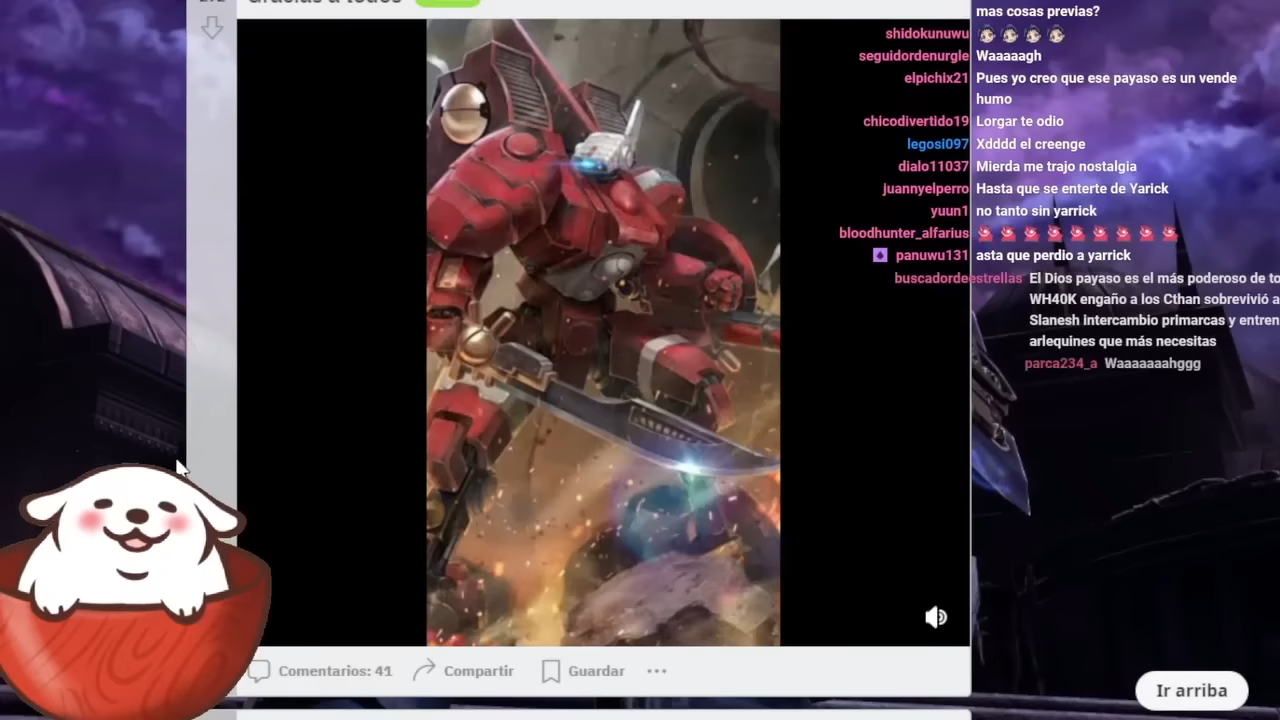 Gracias a todos
mas cosas previas?
shidokunuwu
seguidordenurgle Waaaaagh
elpichix21 Pues yo creo que ese payaso es un vende
humo
chicodivertido19 Lorgar te odio
legosi097 Xdddd el creenge
dialo11037 Mierda me trajo nostalgia
juannyelperro Hasta que se enterte de Yarick
yuun1 no tanto sin yarrick
bloodhunter_alfarius
panuwu131 asta que perdio a yarrick
buscadordeestrellas El Dios payaso es el más poderoso de to
WH40K engaño a los Cthan sobrevivió a
Slanesh intercambio primarcas y entren
arlequines que más necesitas
parca234_a Waaaaaaahggg
Comentarios: 41 Compartir Guardar
Ir arriba